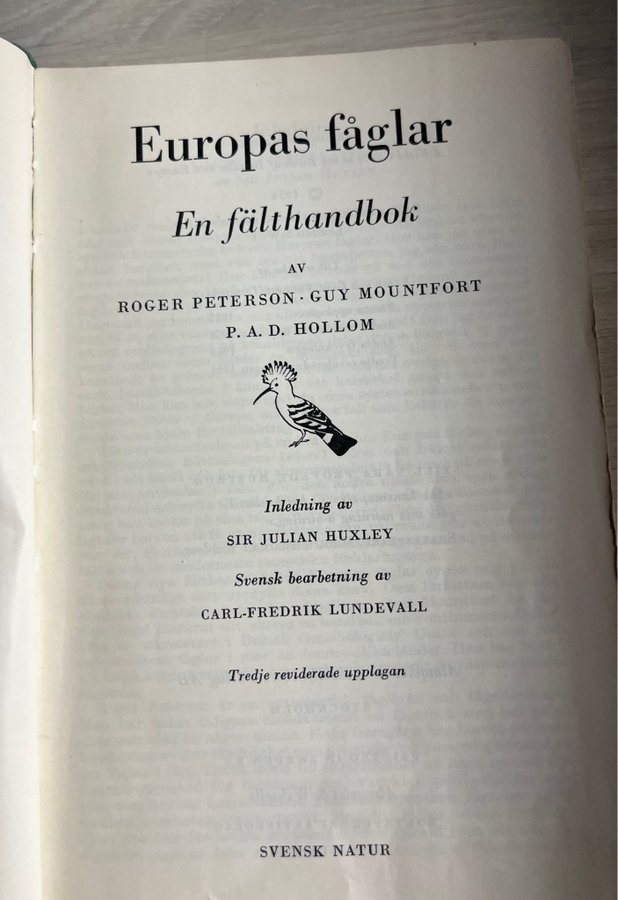 Europas fåglar
En fälthandbok
AV
ROGER PETERSON · GUY MOUNTFORT
P. A. D. HOLLOM
Inledning av
SIR JULIAN HUXLEY
Svensk bearbetning av
CARL-FREDRIK LUNDEVALL
Tredje reviderade upplagan
SVENSK NATUR